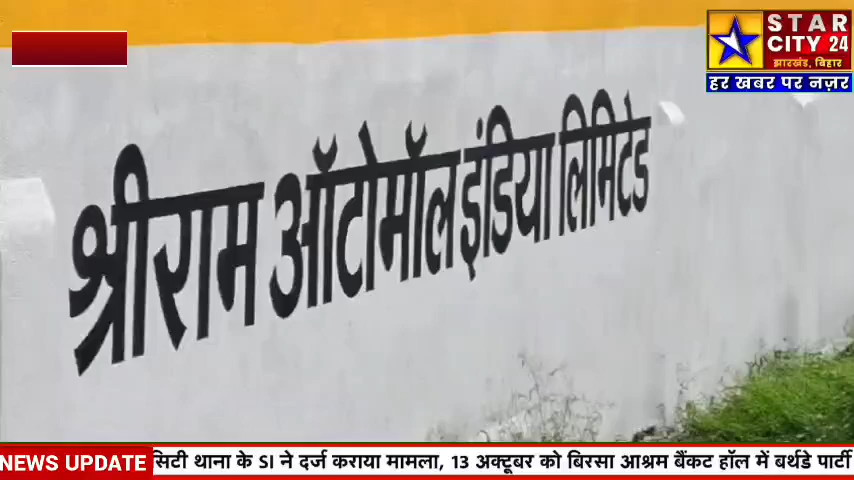 STAR
CITY 24
झारखंड, बिहार
हर खबर पर नज़र
श्रीराम ऑटोमॉल इंडिया लिमिटेड
NEWS UPDATE
सिटी थाना के SI ने दर्ज कराया मामला, 13 अक्टूबर को बिरसा आश्रम बैंकट हॉल में बर्थडे पार्टी